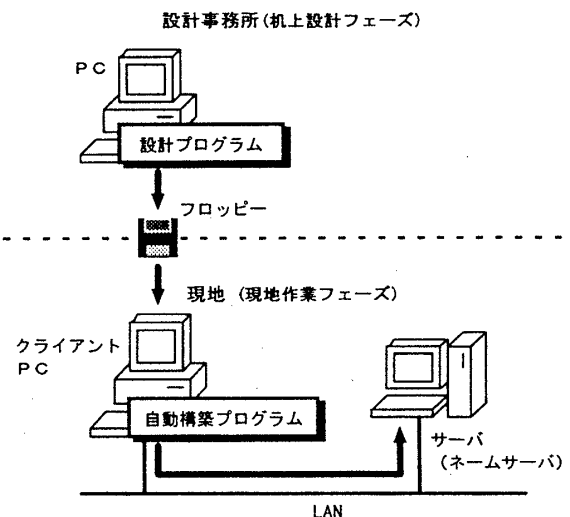 設計事務所(机上設計フェーズ)
ＰＣ
設計プログラム
フロッピー
現地 (現地作業フェーズ)
クライアント
ＰＣ
自動構築プログラム
サーバ
(ネームサーバ)
LAN